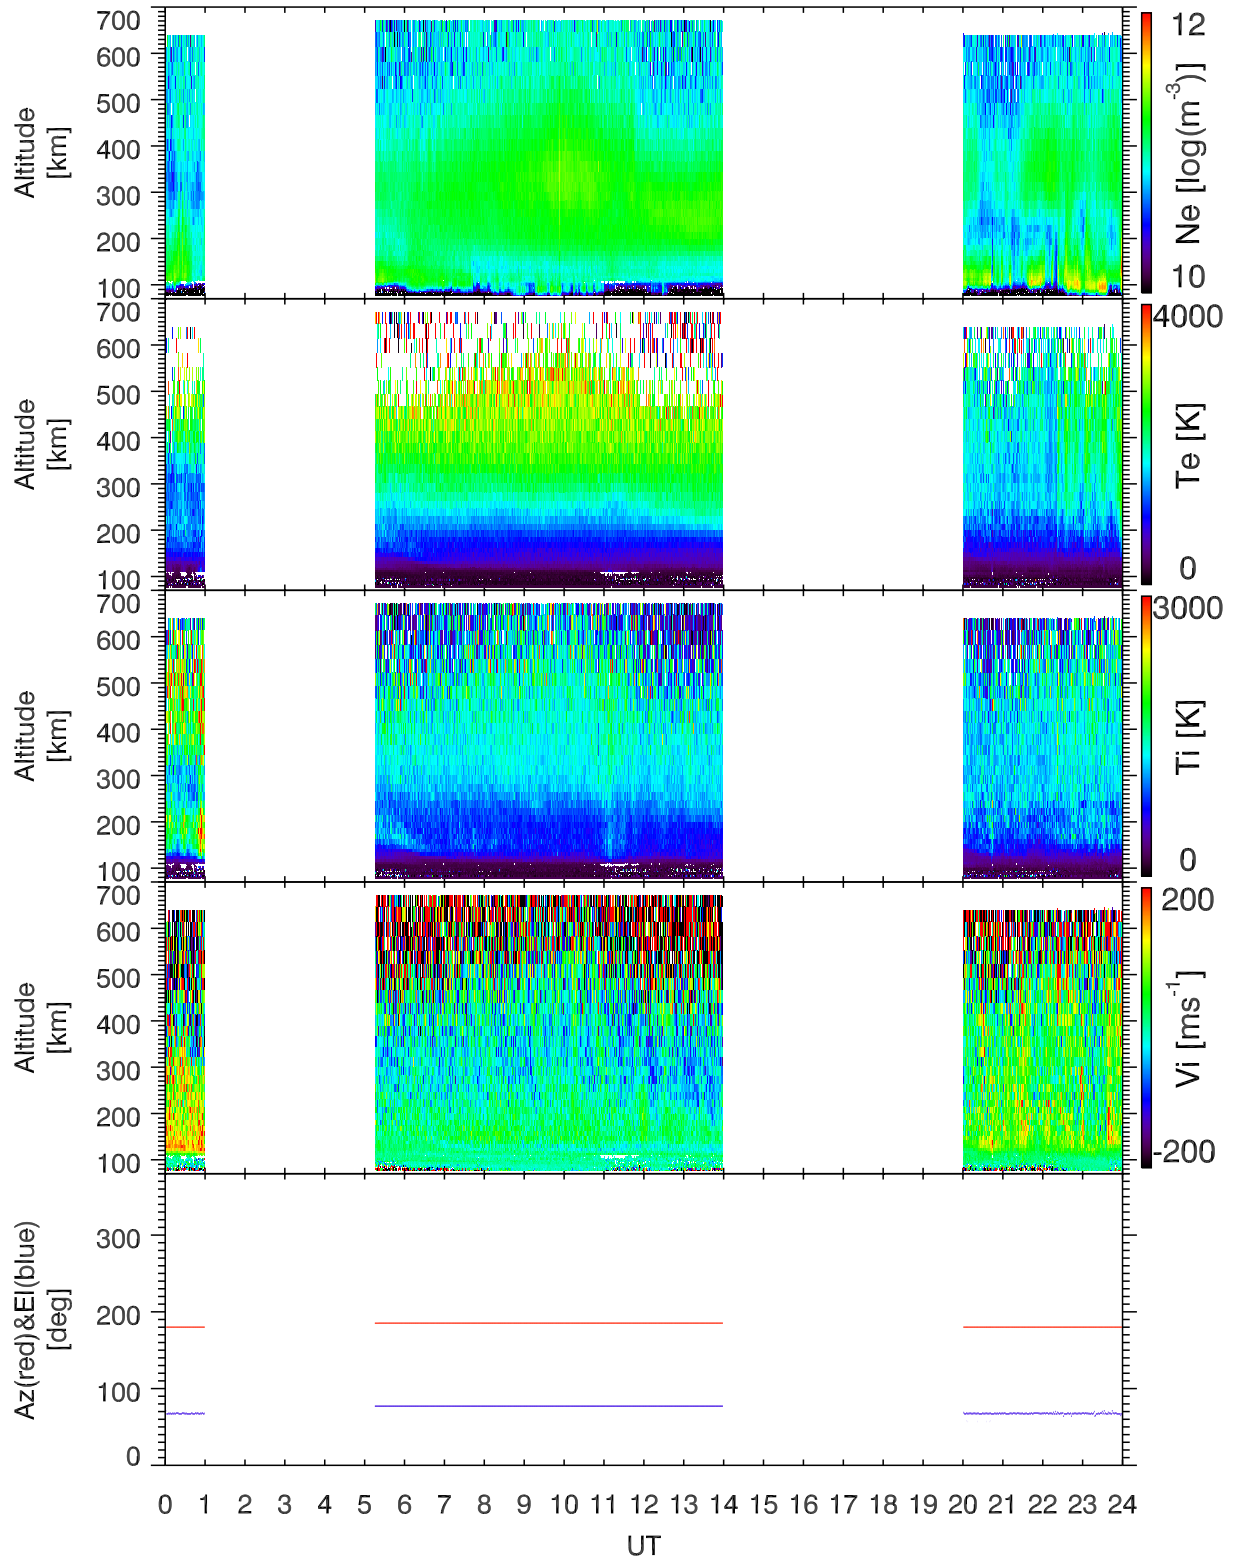 700
600
500
400
300
200
100
Altitude
[km]
12
10
Ne [log(m⁻³)]
700
600
500
400
300
200
100
Altitude
[km]
4000
0
Te [K]
700
600
500
400
300
200
100
Altitude
[km]
3000
0
Ti [K]
700
600
500
400
300
200
100
Altitude
[km]
200
-200
Vi [ms⁻¹]
300
200
100
0
Az(red)&El(blue)
[deg]
0 1 2 3 4 5 6 7 8 9 10 11 12 13 14 15 16 17 18 19 20 21 22 23 24
UT